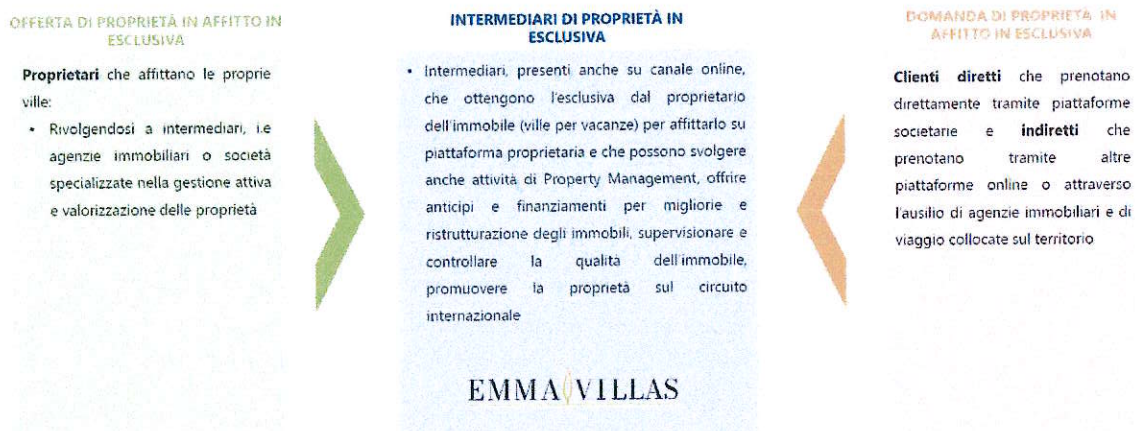 OFFERTA DI PROPRIETÀ IN AFFITTO IN
ESCLUSIVA
Proprietari che affittano le proprie
ville:
• Rivolgendosi a intermediari, i.e
agenzie immobiliari o società
specializzate nella gestione attiva
e valorizzazione delle proprietà
INTERMEDIARI DI PROPRIETÀ IN
ESCLUSIVA
• Intermediari, presenti anche su canale online,
che ottengono l'esclusiva dal proprietario
dell'immobile (ville per vacanze) per affittarlo su
piattaforma proprietaria e che possono svolgere
anche attività di Property Management, offrire
anticipi e finanziamenti per migliorie e
ristrutturazione degli immobili, supervisionare e
controllare la qualità dell'immobile,
promuovere la proprietà sul circuito
internazionale
EMMA VILLAS
DOMANDA DI PROPRIETÀ IN
AFFITTO IN ESCLUSIVA
Clienti diretti che prenotano
direttamente tramite piattaforme
societarie e indiretti che
prenotano tramite altre
piattaforme online o attraverso
l'ausilio di agenzie immobiliari e di
viaggio collocate sul territorio